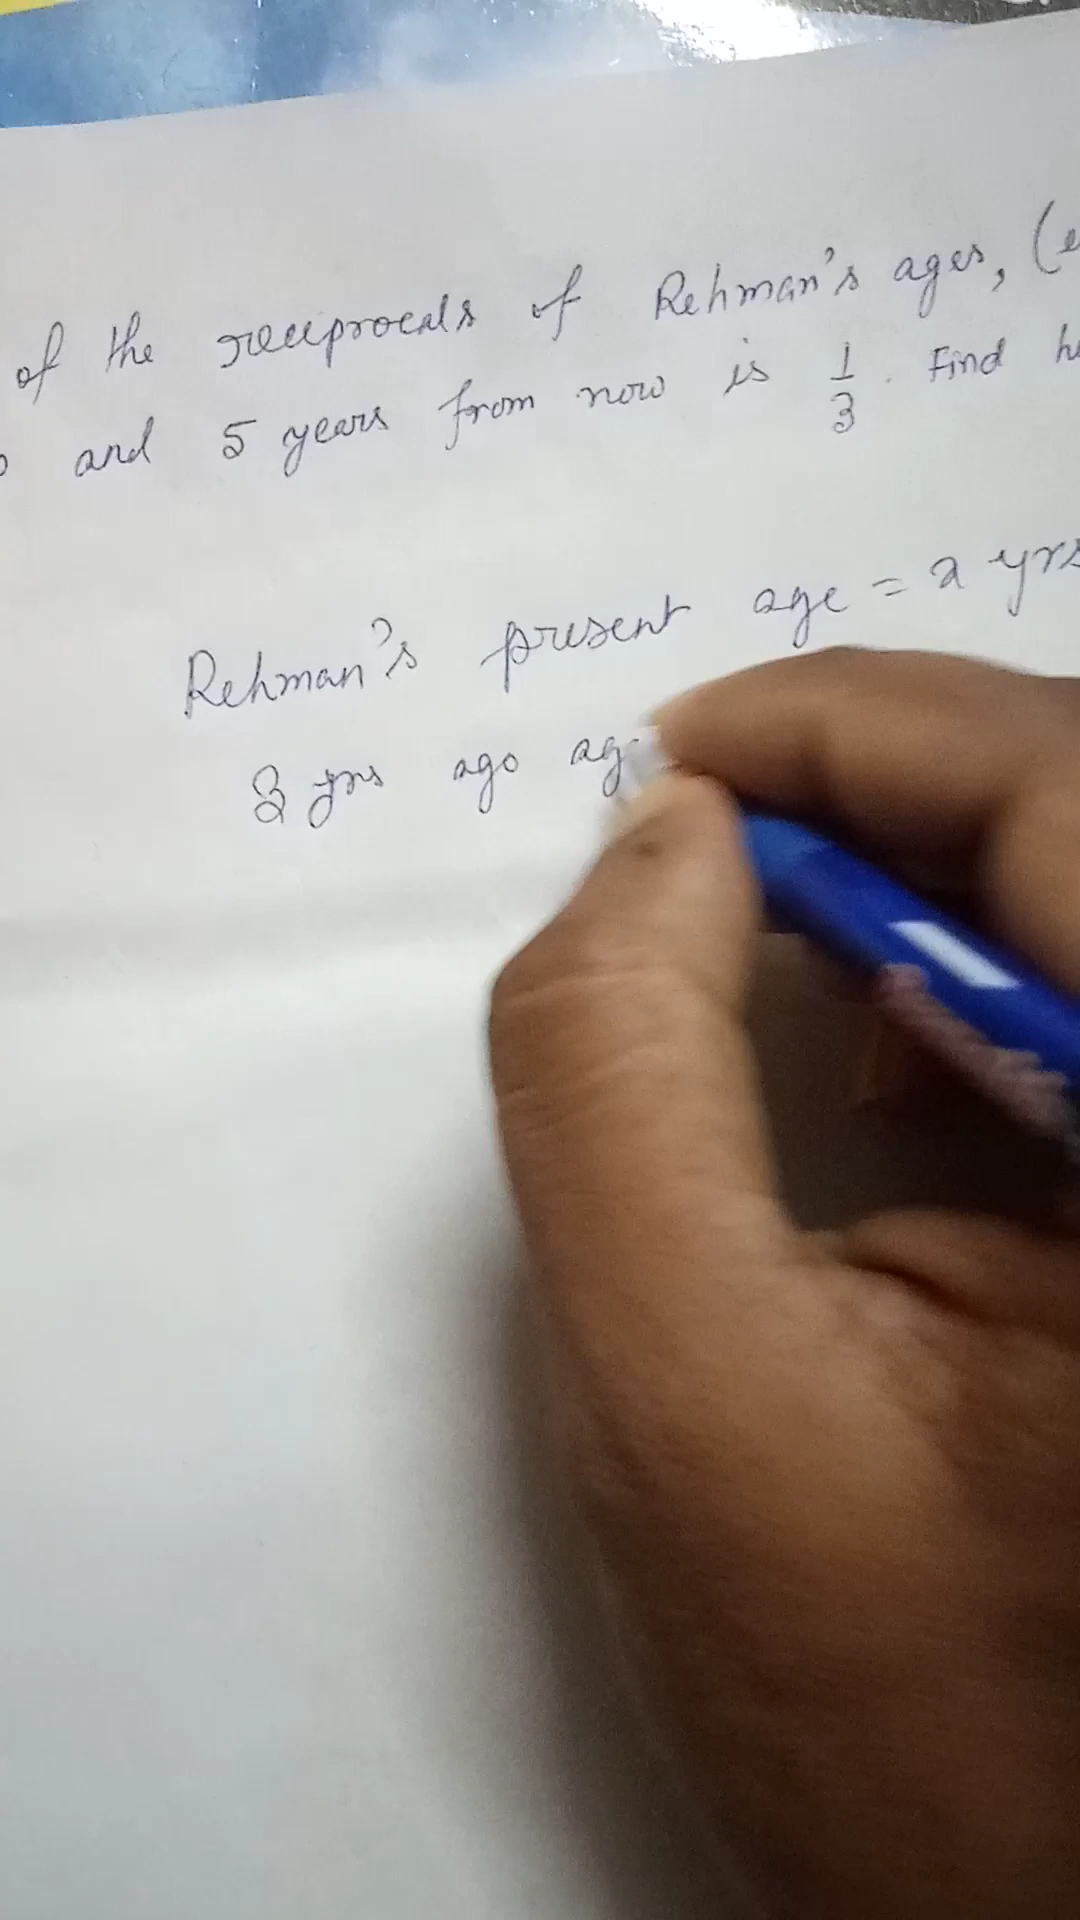 of the reciprocals of Rehman's ages, (
and 5 years from now is 1/3. Find
Rehman's present age = x yrs
3 yrs ago ag